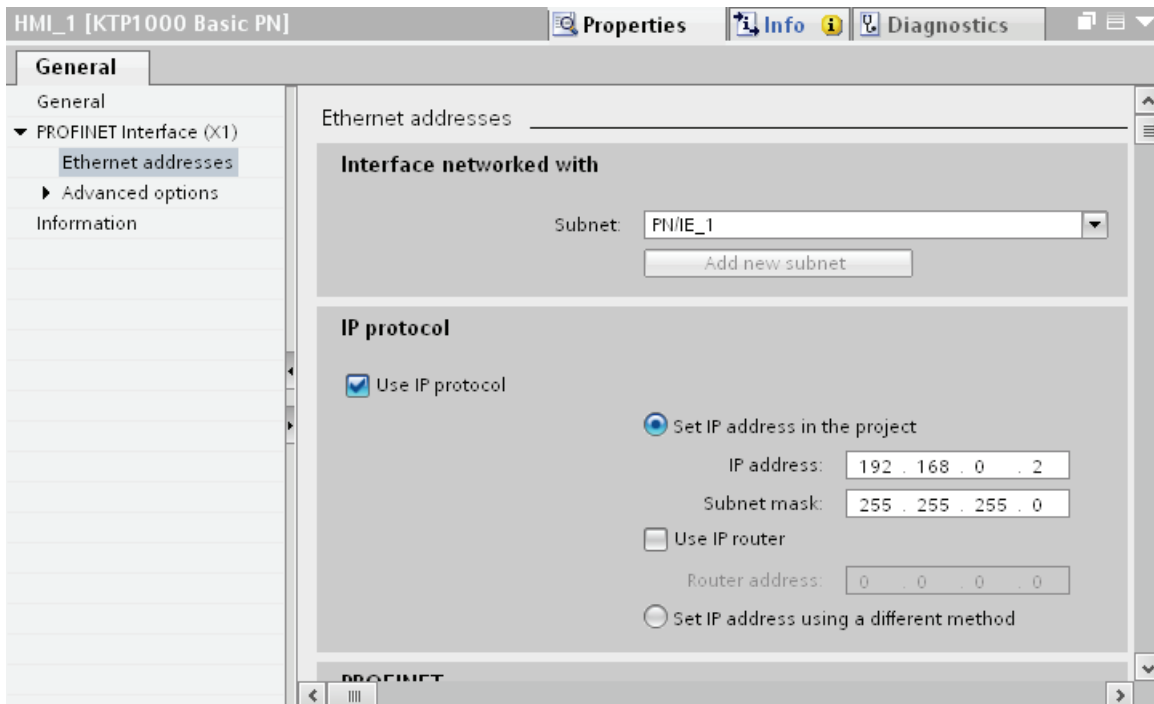 HMI_1 [KTP1000 Basic PN]
Properties
Info
Diagnostics
General
General
PROFINET Interface (X1)
Ethernet addresses
Advanced options
Information
Ethernet addresses
Interface networked with
Subnet: PN/IE_1
Add new subnet
IP protocol
Use IP protocol
Set IP address in the project
IP address: 192 . 168 . 0 . 2
Subnet mask: 255 . 255 . 255 . 0
Use IP router
Router address: 0 . 0 . 0 . 0
Set IP address using a different method
PROFINET